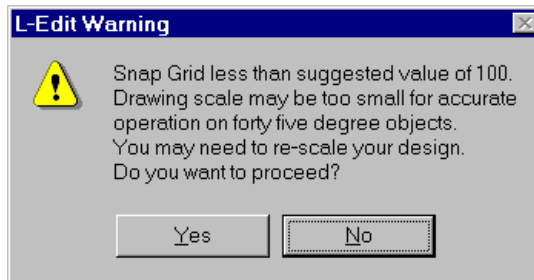 L-Edit Warning
Snap Grid less than suggested value of 100.
Drawing scale may be too small for accurate
operation on forty five degree objects.
You may need to re-scale your design.
Do you want to proceed?
Yes
No